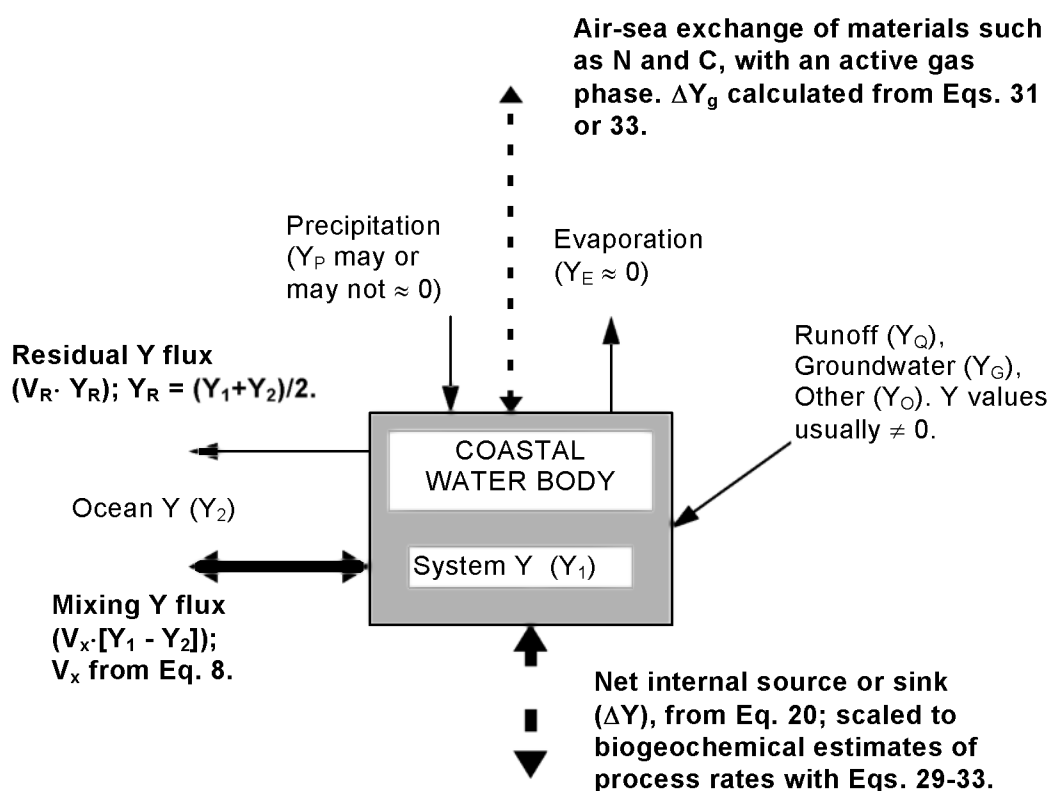 Air-sea exchange of materials such
as N and C, with an active gas
phase. ΔYg calculated from Eqs. 31
or 33.
Precipitation
(YP may or
may not ≈ 0)
Evaporation
(YE ≈ 0)
Runoff (YQ),
Groundwater (YG),
Other (YO). Y values
usually ≠ 0.
Residual Y flux
(VR· YR); YR = (Y1+Y2)/2.
COASTAL
WATER BODY
Ocean Y (Y2)
System Y (Y1)
Mixing Y flux
(Vx·[Y1 - Y2]);
Vx from Eq. 8.
Net internal source or sink
(ΔY), from Eq. 20; scaled to
biogeochemical estimates of
process rates with Eqs. 29-33.